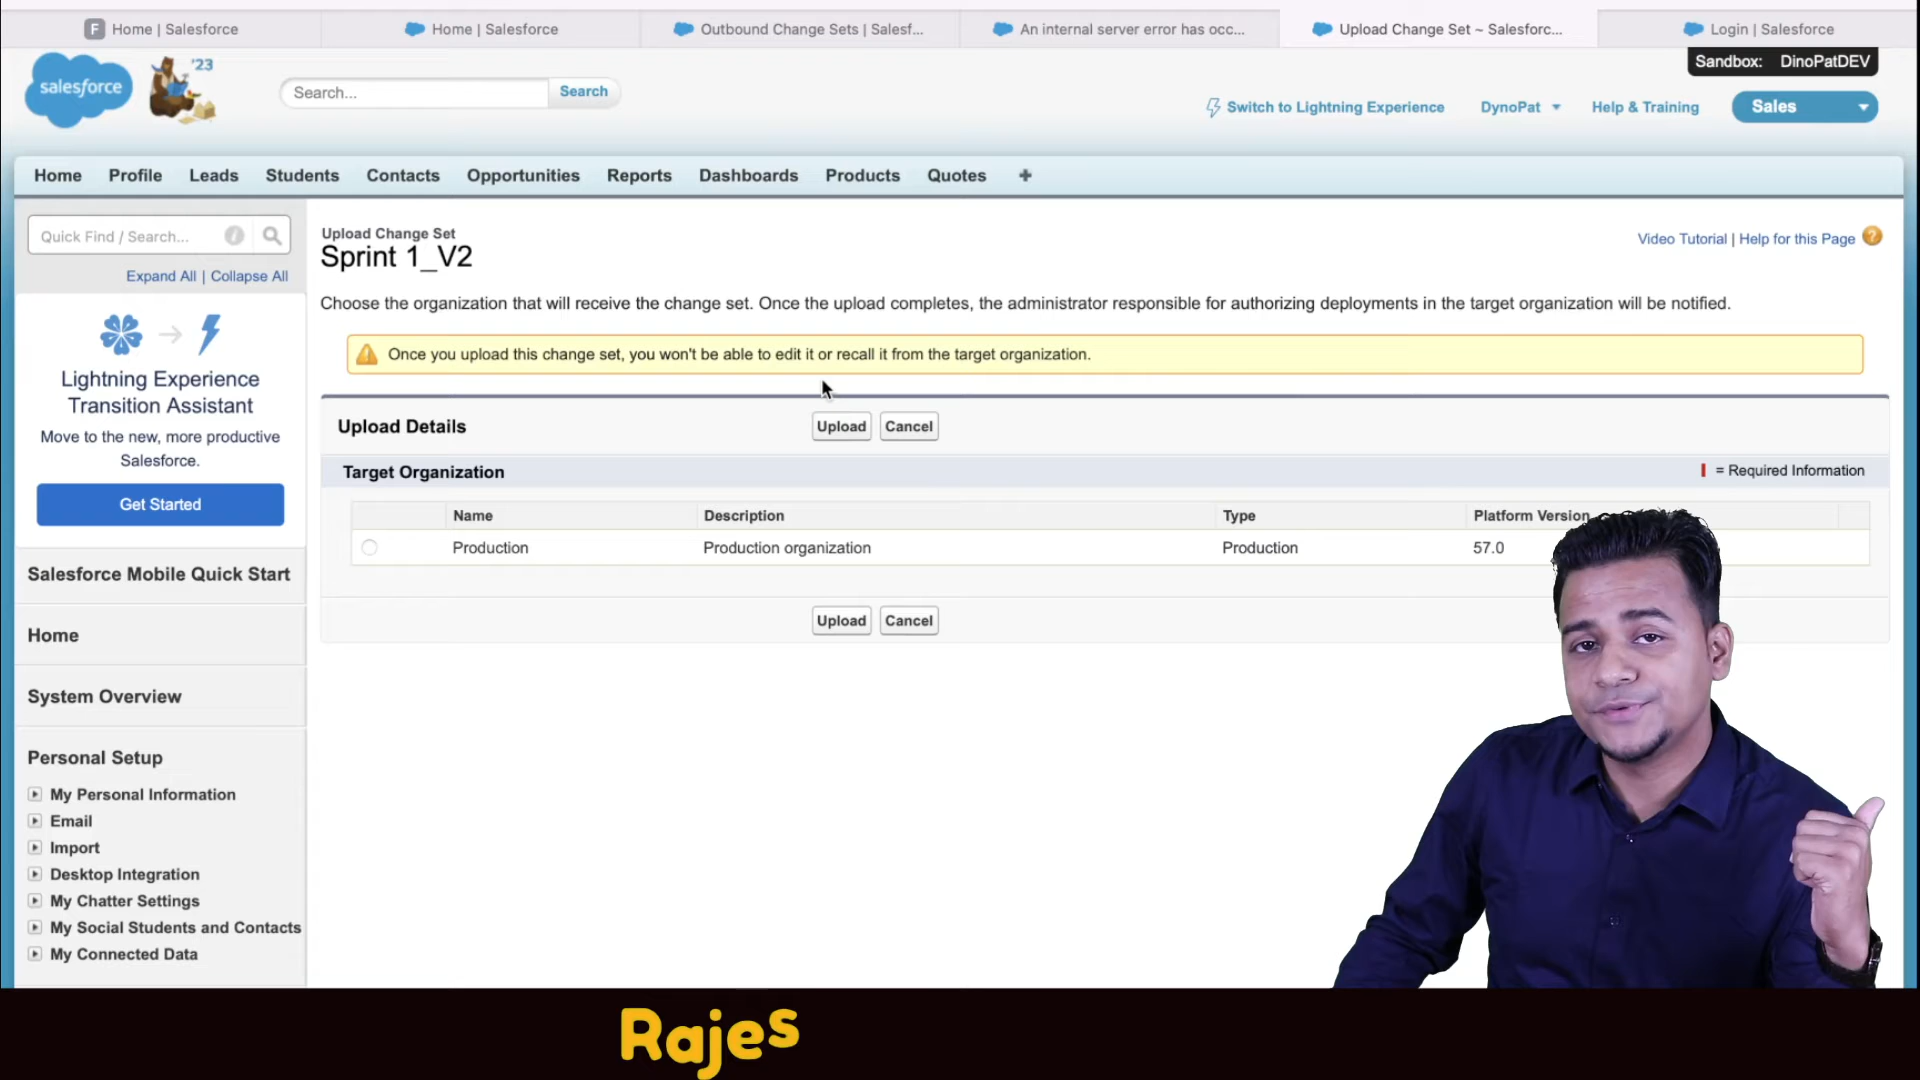 F Home | Salesforce
Home | Salesforce
Outbound Change Sets | Salesf...
An internal server error has occ...
Upload Change Set ~ Salesforc...
Login | Salesforce
salesforce
'23
Search...
Search
Sandbox: DinoPatDEV
Switch to Lightning Experience
DynoPat
Help & Training
Sales
Home
Profile
Leads
Students
Contacts
Opportunities
Reports
Dashboards
Products
Quotes
+
Quick Find / Search...
i
Expand All | Collapse All
Lightning Experience
Transition Assistant
Move to the new, more productive
Salesforce.
Get Started
Salesforce Mobile Quick Start
Home
System Overview
Personal Setup
My Personal Information
Email
Import
Desktop Integration
My Chatter Settings
My Social Students and Contacts
My Connected Data
Upload Change Set
Sprint 1_V2
Video Tutorial | Help for this Page ?
Choose the organization that will receive the change set. Once the upload completes, the administrator responsible for authorizing deployments in the target organization will be notified.
Once you upload this change set, you won't be able to edit it or recall it from the target organization.
Upload Details
Upload
Cancel
Target Organization
= Required Information
Name
Description
Type
Platform Version
Production
Production organization
Production
57.0
Upload
Cancel
Rajes